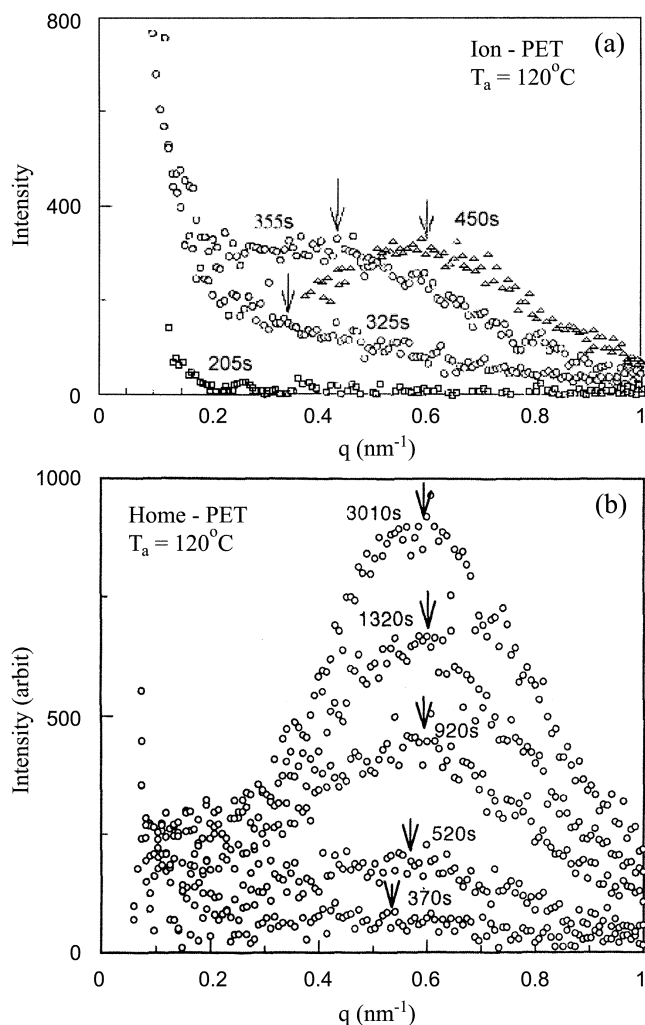 800
(a)
Ion - PET
Tₐ = 120°C
Intensity
400
355s
450s
325s
205s
0
0
0.2
0.4
0.6
0.8
1
q (nm⁻¹)
1000
(b)
Home - PET
Tₐ = 120°C
3010s
1320s
Intensity (arbit)
500
920s
520s
370s
0
0
0.2
0.4
0.6
0.8
1
q (nm⁻¹)